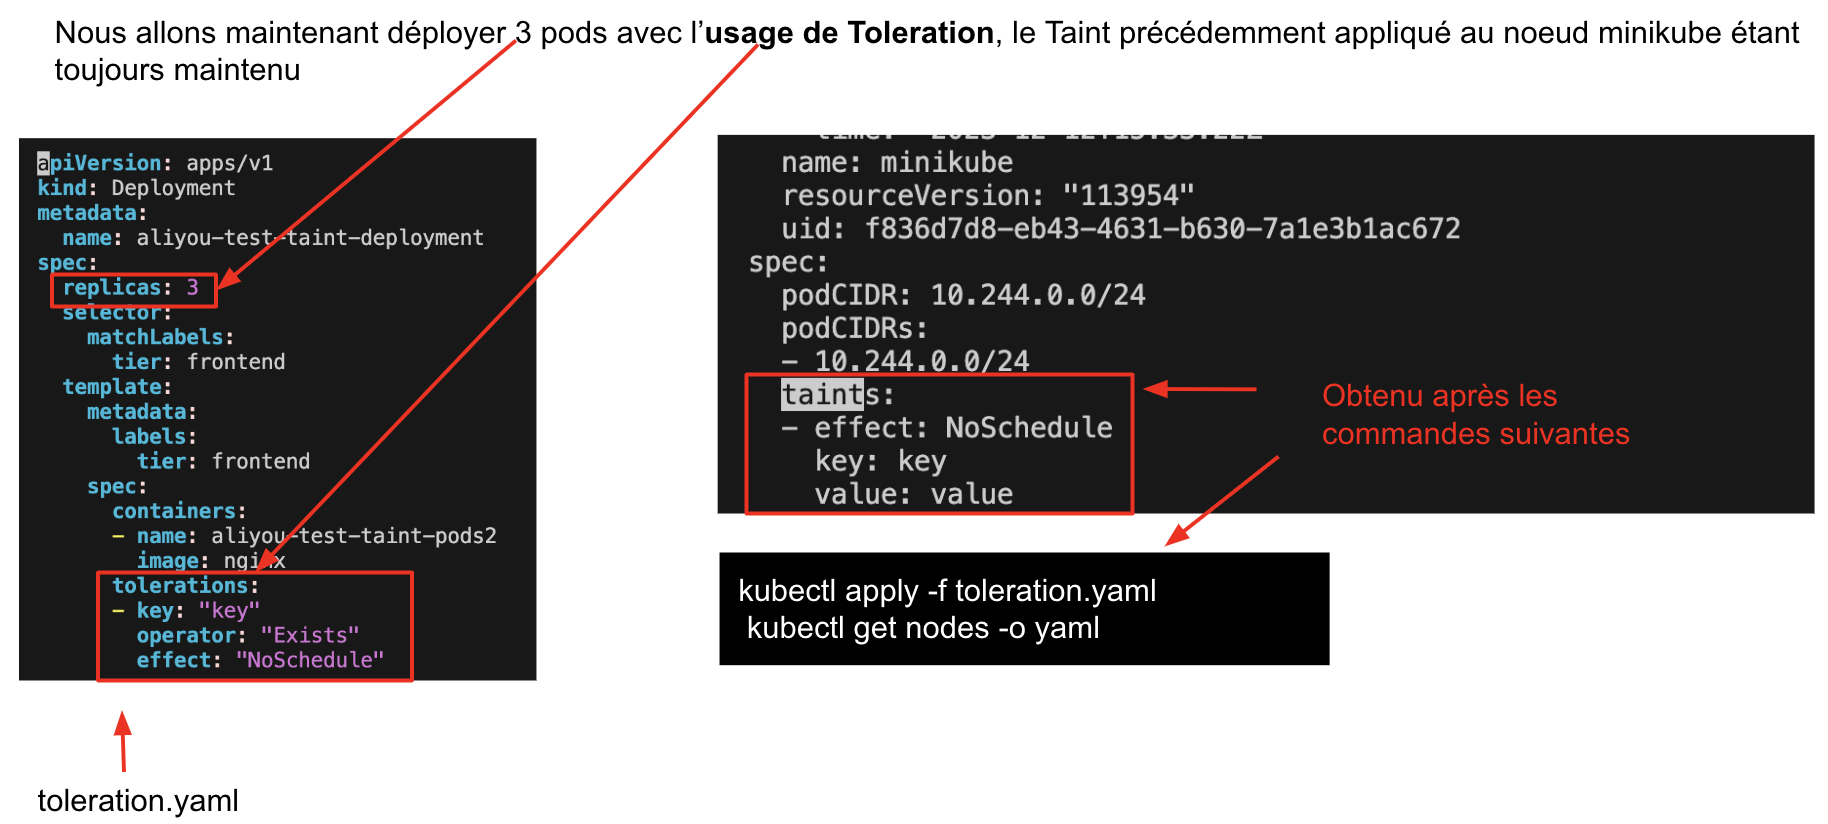 Nous allons maintenant déployer 3 pods avec l’usage de Toleration, le Taint précédemment appliqué au noeud minikube étant
toujours maintenu
apiVersion: apps/v1
kind: Deployment
metadata:
  name: aliyou-test-taint-deployment
spec:
  replicas: 3
  selector:
    matchLabels:
      tier: frontend
  template:
    metadata:
      labels:
        tier: frontend
    spec:
      containers:
      - name: aliyou-test-taint-pods2
        image: nginx
      tolerations:
      - key: "key"
        operator: "Exists"
        effect: "NoSchedule"
toleration.yaml
    name: minikube
    resourceVersion: "113954"
    uid: f836d7d8-eb43-4631-b630-7a1e3b1ac672
  spec:
    podCIDR: 10.244.0.0/24
    podCIDRs:
    - 10.244.0.0/24
    taints:
    - effect: NoSchedule
      key: key
      value: value
Obtenu après les
commandes suivantes
kubectl apply -f toleration.yaml
kubectl get nodes -o yaml